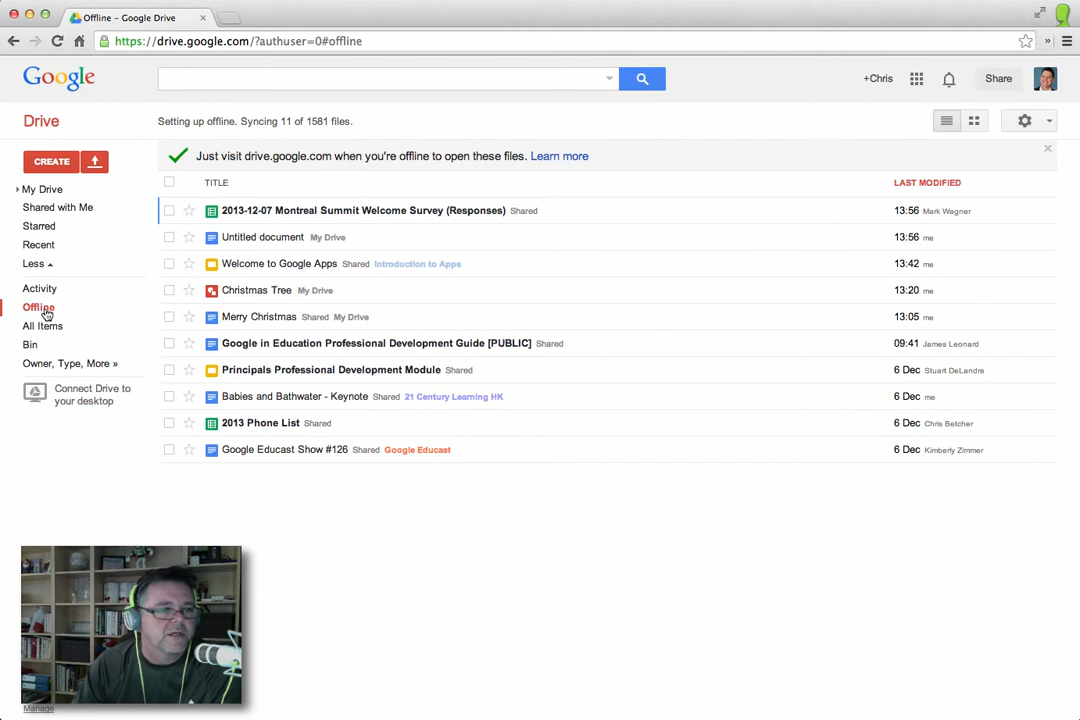 Offline – Google Drive
https://drive.google.com/?authuser=0#offline
Google
+Chris
Share
Drive
Setting up offline. Syncing 11 of 1581 files.
CREATE
Just visit drive.google.com when you're offline to open these files. Learn more
My Drive
Shared with Me
Starred
Recent
Less
Activity
Offline
All Items
Bin
Owner, Type, More »
Connect Drive to
your desktop
TITLE LAST MODIFIED
2013-12-07 Montreal Summit Welcome Survey (Responses) Shared 13:56 Mark Wagner
Untitled document My Drive 13:56 me
Welcome to Google Apps Shared Introduction to Apps 13:42 me
Christmas Tree My Drive 13:20 me
Merry Christmas Shared My Drive 13:05 me
Google in Education Professional Development Guide [PUBLIC] Shared 09:41 James Leonard
Principals Professional Development Module Shared 6 Dec Stuart DeLandre
Babies and Bathwater - Keynote Shared 21 Century Learning HK 6 Dec me
2013 Phone List Shared 6 Dec Chris Betcher
Google Educast Show #126 Shared Google Educast 6 Dec Kimberly Zimmer
Manage